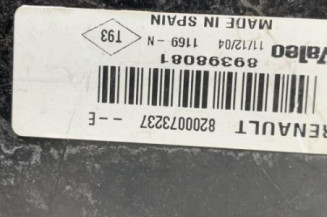 RENAULT
8200073237 -- E
89398081
Valeo
11/12/04 1169 - N
MADE IN SPAIN
T93